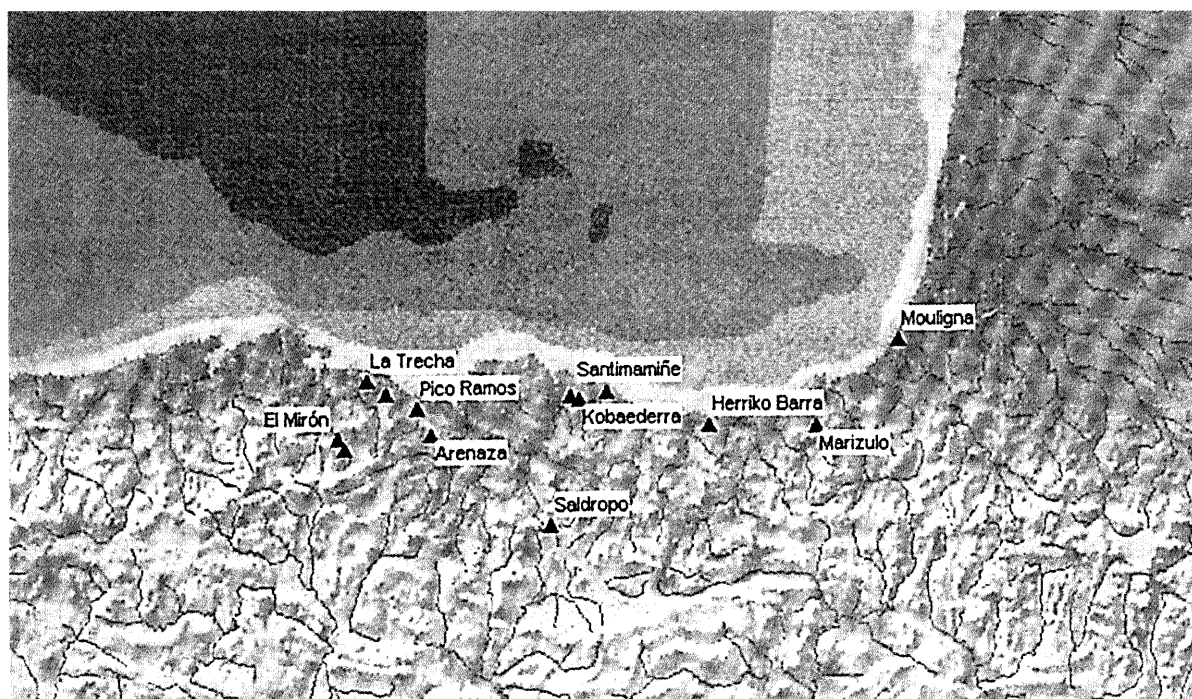 Mouligna
La Trecha
Santimamiñe
Pico Ramos
Herriko Barra
El Mirón
Kobaederra
Marizulo
Arenaza
Saldropo